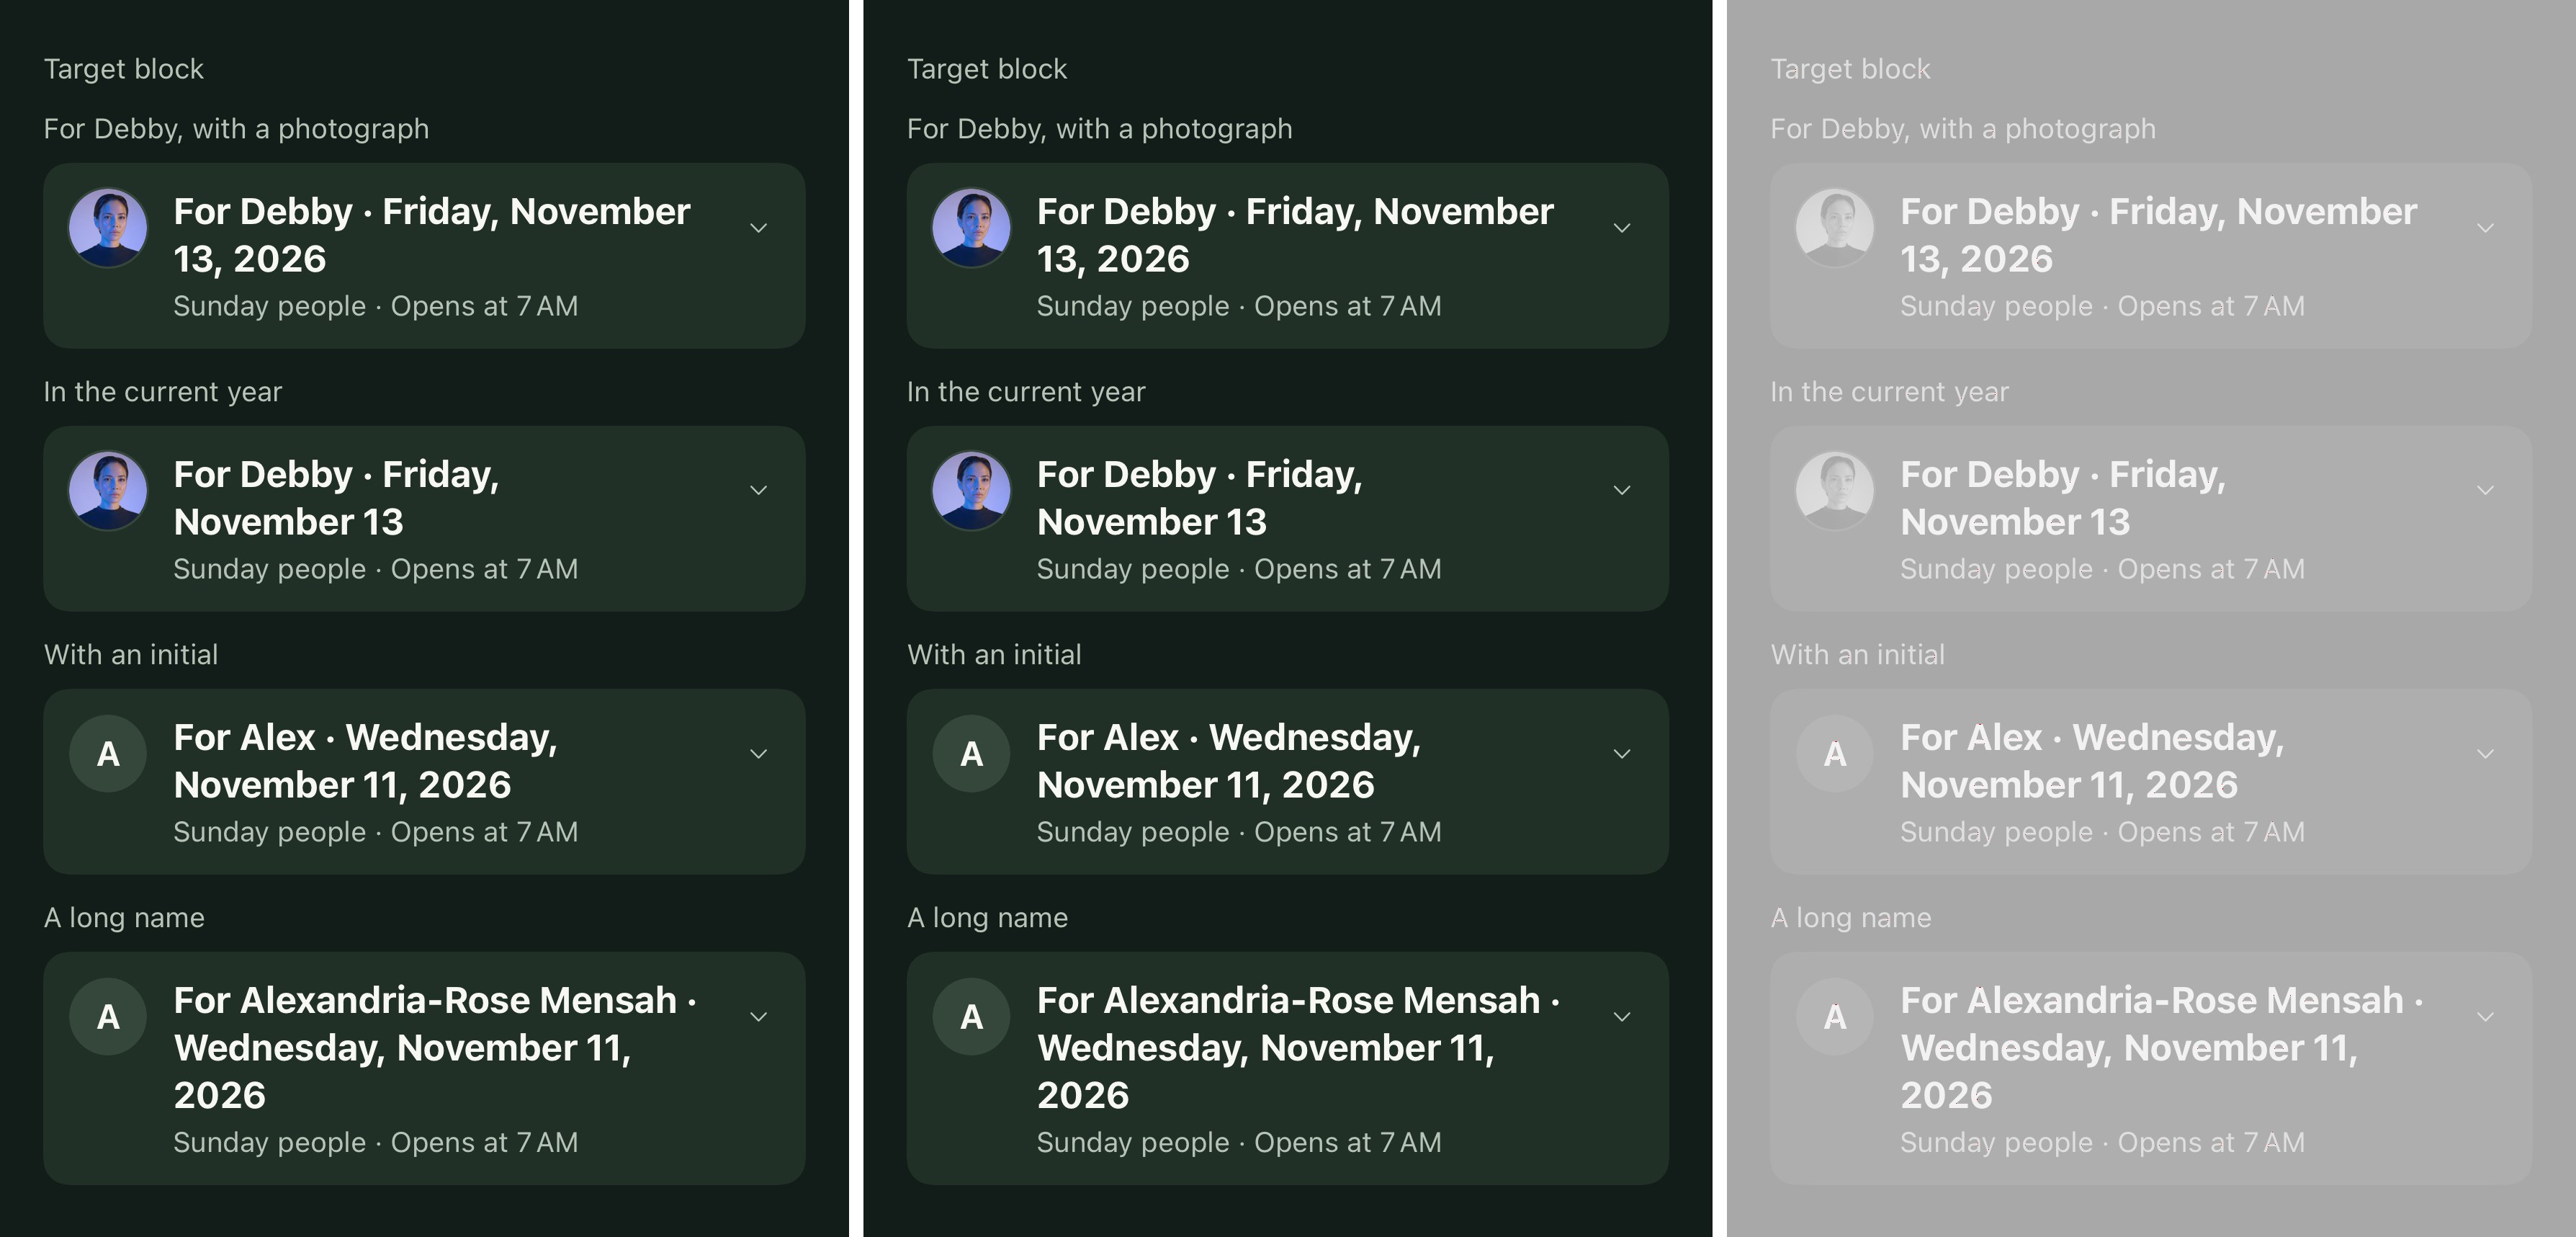 Target block
For Debby, with a photograph
For Debby · Friday, November
13, 2026
Sunday people · Opens at 7 AM
In the current year
For Debby · Friday,
November 13
Sunday people · Opens at 7 AM
With an initial
A
For Alex · Wednesday,
November 11, 2026
Sunday people · Opens at 7 AM
A long name
A
For Alexandria-Rose Mensah ·
Wednesday, November 11,
2026
Sunday people · Opens at 7 AM
Target block
For Debby, with a photograph
For Debby · Friday, November
13, 2026
Sunday people · Opens at 7 AM
In the current year
For Debby · Friday,
November 13
Sunday people · Opens at 7 AM
With an initial
A
For Alex · Wednesday,
November 11, 2026
Sunday people · Opens at 7 AM
A long name
A
For Alexandria-Rose Mensah ·
Wednesday, November 11,
2026
Sunday people · Opens at 7 AM
Target block
For Debby, with a photograph
For Debby · Friday, November
13, 2026
Sunday people · Opens at 7 AM
In the current year
For Debby · Friday,
November 13
Sunday people · Opens at 7 AM
With an initial
A
For Alex · Wednesday,
November 11, 2026
Sunday people · Opens at 7 AM
A long name
A
For Alexandria-Rose Mensah ·
Wednesday, November 11,
2026
Sunday people · Opens at 7 AM